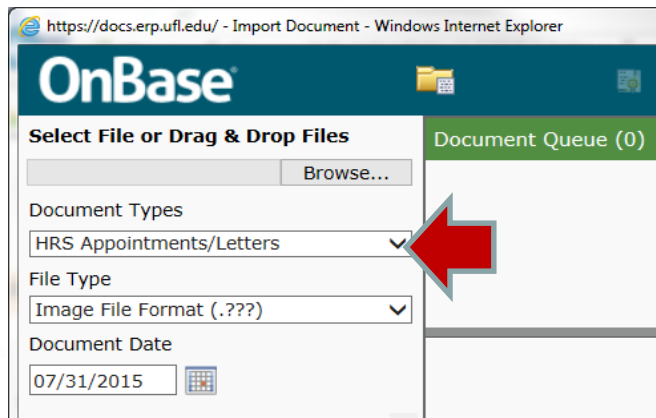 https://docs.erp.ufl.edu/ - Import Document - Windows Internet Explorer
OnBase
Select File or Drag & Drop Files
Document Queue (0)
Browse...
Document Types
HRS Appointments/Letters
File Type
Image File Format (.???)
Document Date
07/31/2015